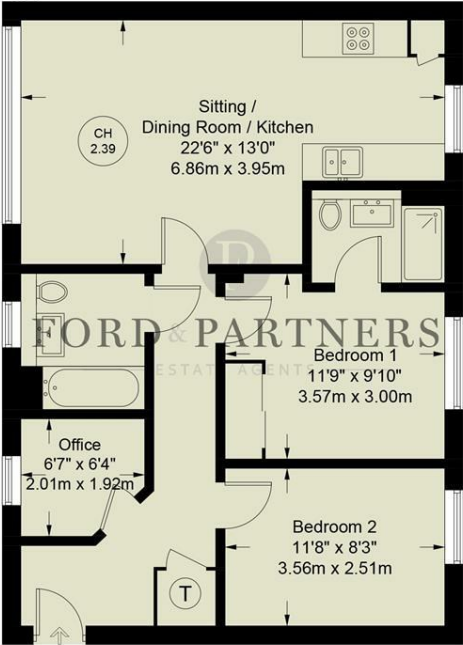 Sitting /
Dining Room / Kitchen
22'6" x 13'0"
6.86m x 3.95m
CH
2.39
FORD & PARTNERS
ESTATE AGENTS
Bedroom 1
11'9" x 9'10"
3.57m x 3.00m
Office
6'7" x 6'4"
2.01m x 1.92m
Bedroom 2
11'8" x 8'3"
3.56m x 2.51m
T